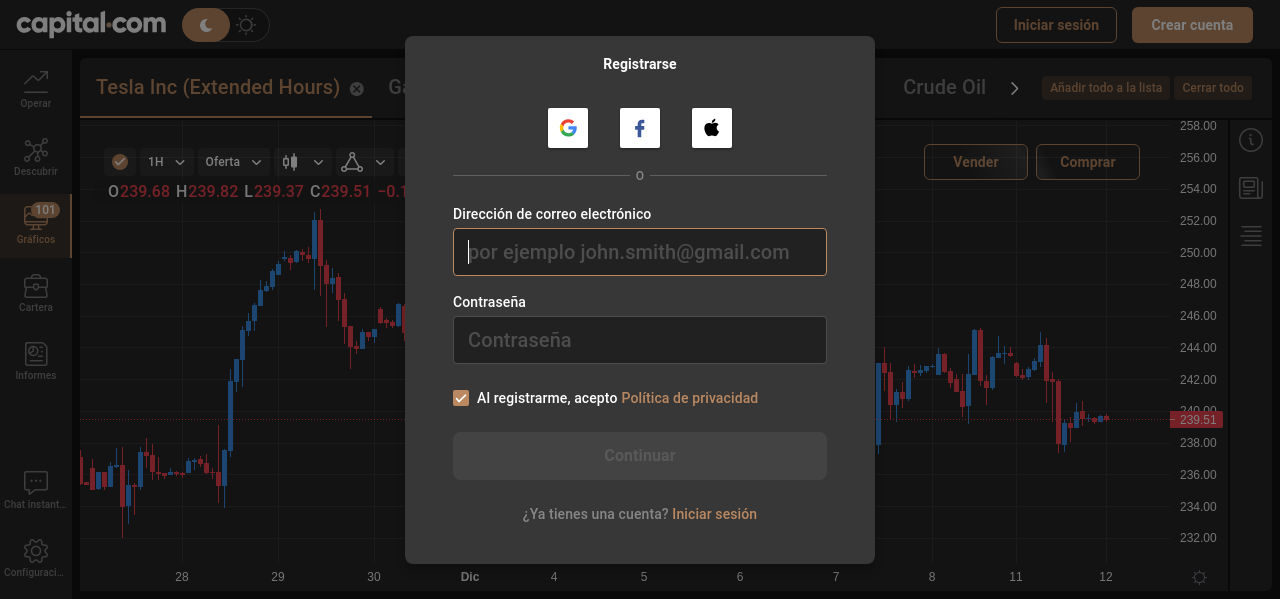 capital.com
Iniciar sesión
Crear cuenta
Registrarse
Tesla Inc (Extended Hours)
Ga
Crude Oil
Añadir todo a la lista
Cerrar todo
Operar
Descubrir
101
Gráficos
Cartera
Informes
Chat instant...
Configuraci...
1H
Oferta
O239.68 H239.82 L239.37 C239.51 −0.1
Vender
Comprar
O
Dirección de correo electrónico
por ejemplo john.smith@gmail.com
Contraseña
Contraseña
Al registrarme, acepto Política de privacidad
Continuar
¿Ya tienes una cuenta? Iniciar sesión
258.00
256.00
254.00
252.00
250.00
248.00
246.00
244.00
242.00
240.00
239.51
238.00
236.00
234.00
232.00
28 29 30 Dic 4 5 6 7 8 11 12